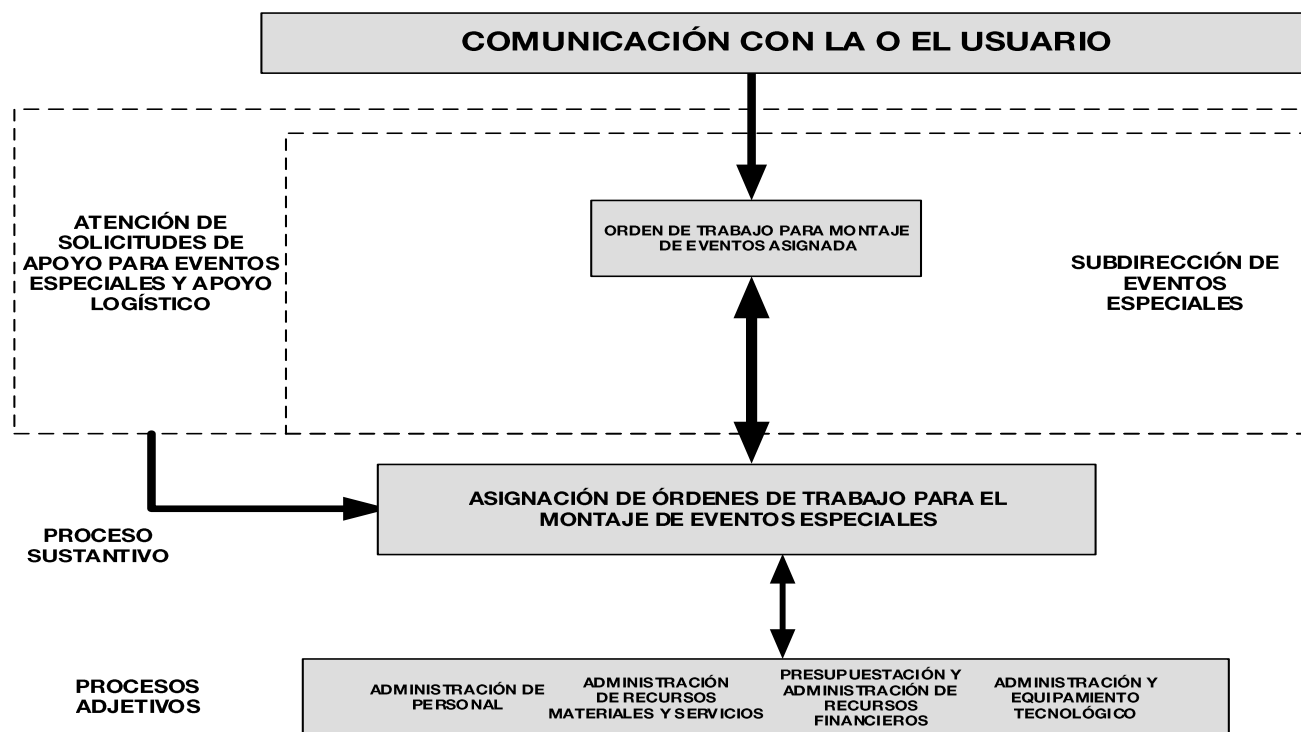 COMUNICACIÓN CON LA O EL USUARIO
ATENCIÓN DE
SOLICITUDES DE
APOYO PARA EVENTOS
ESPECIALES Y APOYO
LOGÍSTICO
ORDEN DE TRABAJO PARA MONTAJE
DE EVENTOS ASIGNADA
SUBDIRECCIÓN DE
EVENTOS
ESPECIALES
ASIGNACIÓN DE ÓRDENES DE TRABAJO PARA EL
MONTAJE DE EVENTOS ESPECIALES
PROCESO
SUSTANTIVO
PROCESOS
ADJETIVOS
ADMINISTRACIÓN DE
PERSONAL
ADMINISTRACIÓN
DE RECURSOS
MATERIALES Y SERVICIOS
PRESUPUESTACIÓN Y
ADMINISTRACIÓN DE
RECURSOS
FINANCIEROS
ADMINISTRACIÓN Y
EQUIPAMIENTO
TECNOLÓGICO